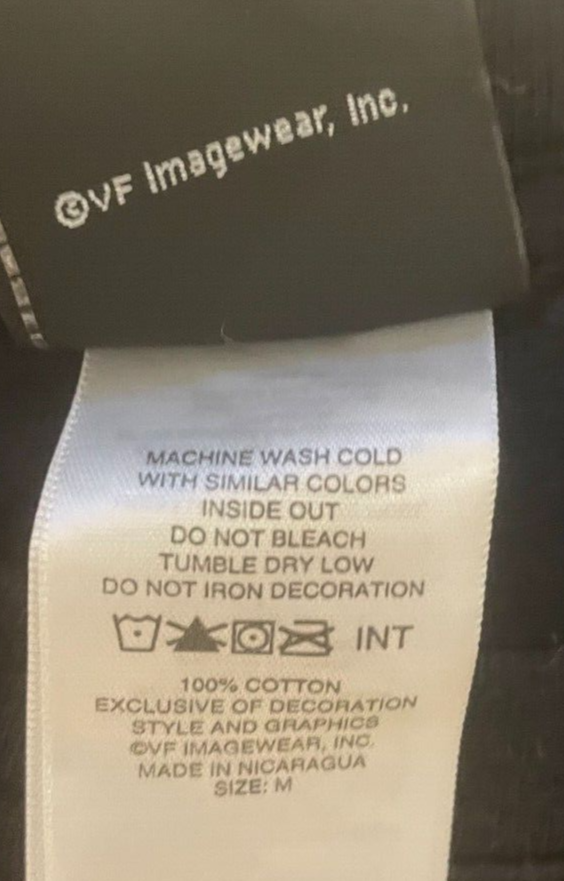 ©VF Imagewear, Inc.
MACHINE WASH COLD
WITH SIMILAR COLORS
INSIDE OUT
DO NOT BLEACH
TUMBLE DRY LOW
DO NOT IRON DECORATION
INT
100% COTTON
EXCLUSIVE OF DECORATION
STYLE AND GRAPHICS
©VF IMAGEWEAR, INC.
MADE IN NICARAGUA
SIZE: M